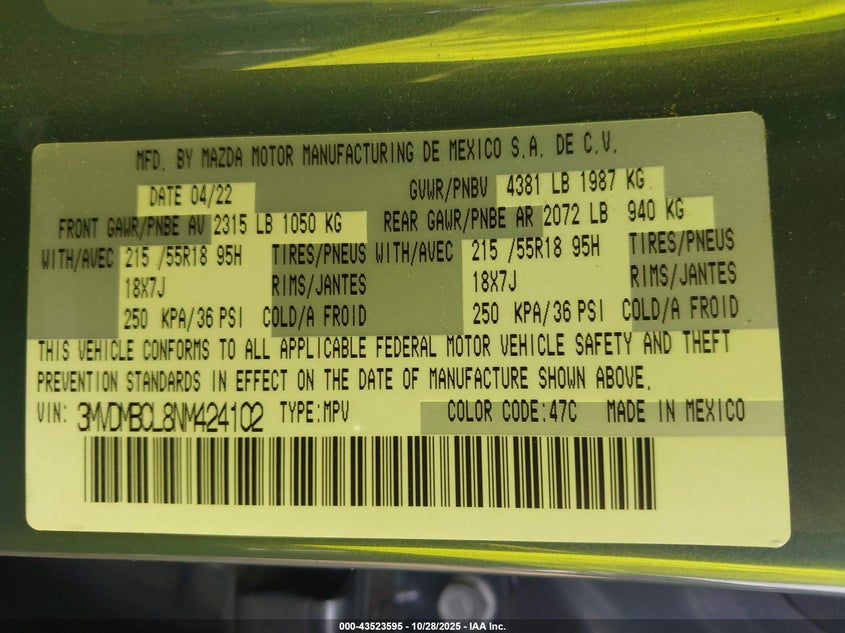 MFD. BY MAZDA MOTOR MANUFACTURING DE MEXICO S.A. DE C.V.
DATE 04/22 GVWR/PNBV 4381 LB 1987 KG
FRONT GAWR/PNBE AV 2315 LB 1050 KG REAR GAWR/PNBE AR 2072 LB 940 KG
WITH/AVEC 215 /55R18 95H TIRES/PNEUS WITH/AVEC 215 /55R18 95H TIRES/PNEUS
18X7J RIMS/JANTES 18X7J RIMS/JANTES
250 KPA/36 PSI COLD/A FROID 250 KPA/36 PSI COLD/A FROID
THIS VEHICLE CONFORMS TO ALL APPLICABLE FEDERAL MOTOR VEHICLE SAFETY AND THEFT
PREVENTION STANDARDS IN EFFECT ON THE DATE OF MANUFACTURE SHOWN ABOVE.
VIN: 3MVDMBCL8NM424102 TYPE:MPV COLOR CODE:47C MADE IN MEXICO
000-43523595 - 10/28/2025 - IAA Inc.